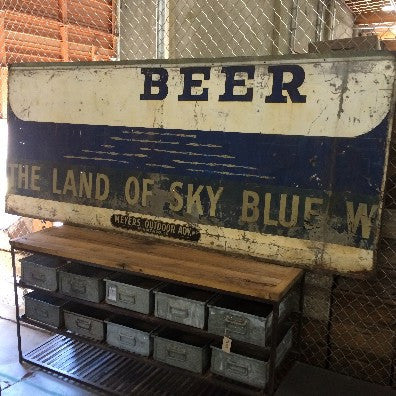 BEER
THE LAND OF SKY BLUE W
MEYERS OUTDOOR ADV.